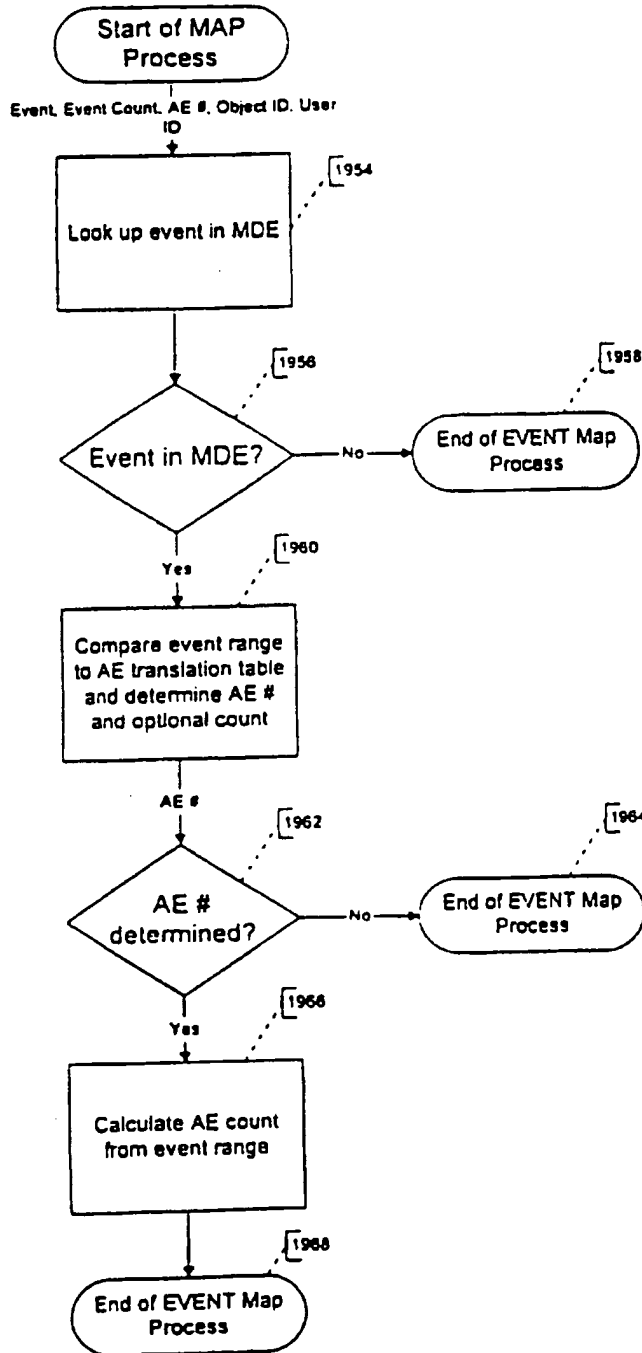 Start of MAP
Process
Event, Event Count, AE #, Object ID, User
ID
1954
Look up event in MDE
1956
1958
Event in MDE?
No
End of EVENT Map
Process
1960
Yes
Compare event range
to AE translation table
and determine AE #
and optional count
AE #
1962
1964
AE #
determined?
No
End of EVENT Map
Process
1966
Yes
Calculate AE count
from event range
1968
End of EVENT Map
Process